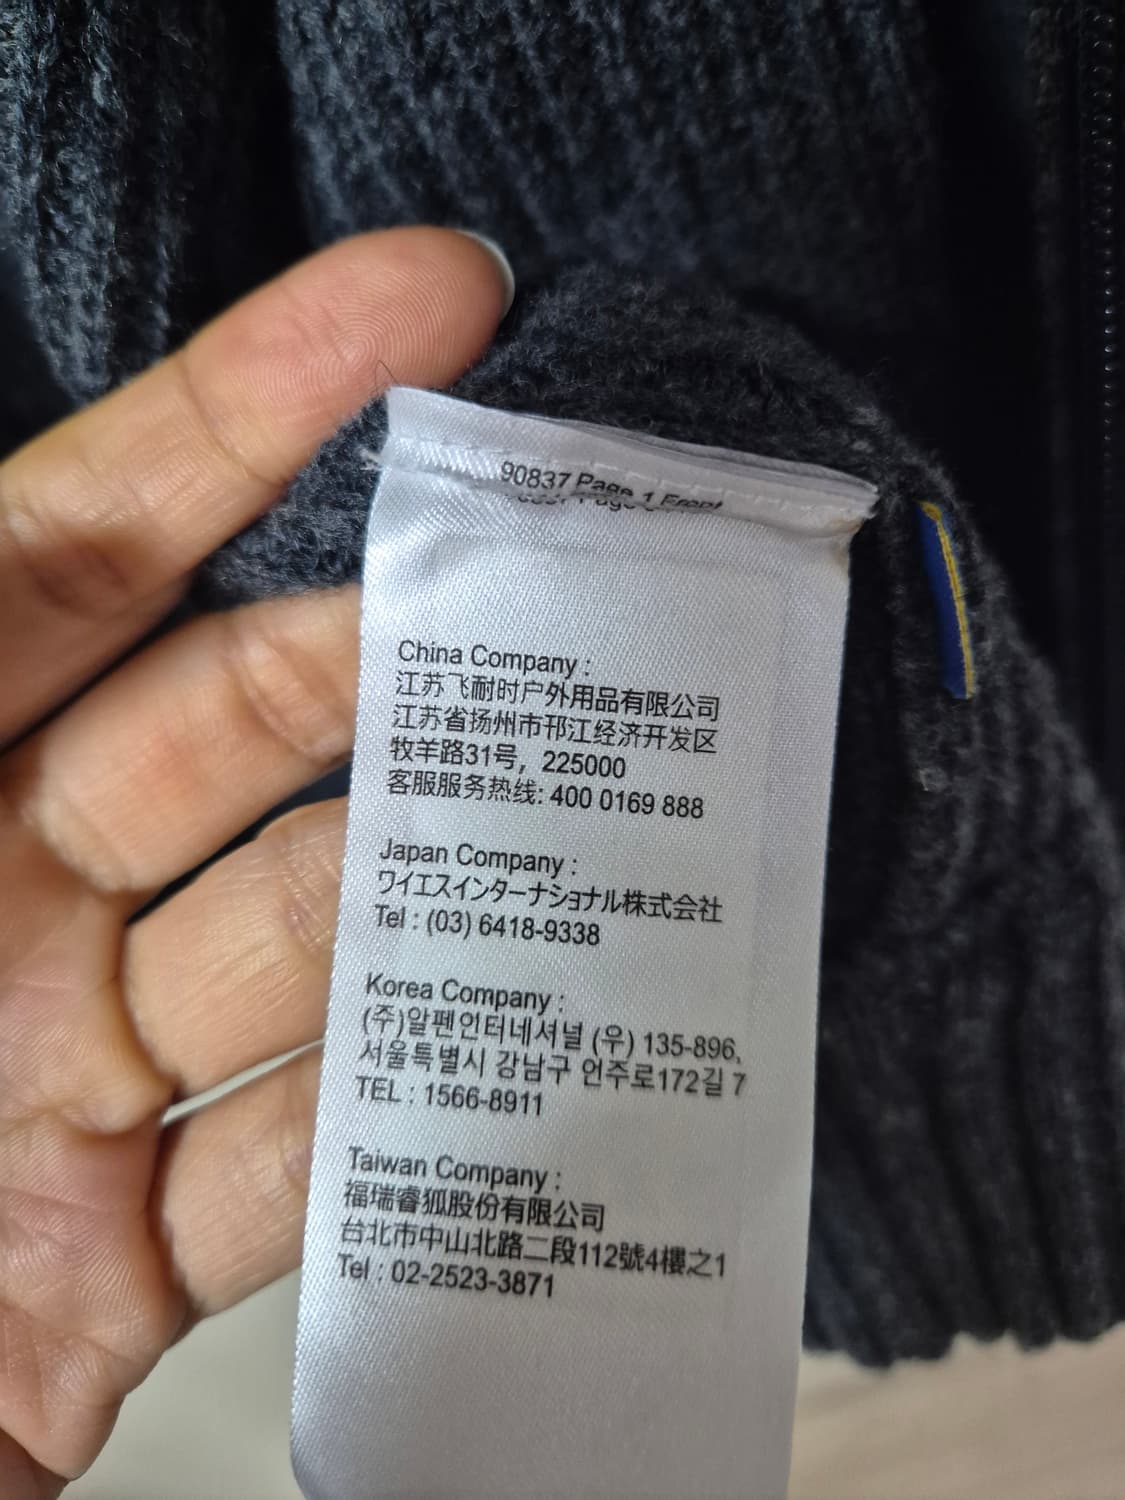 90837 Page 1 Front
China Company :
江苏飞耐时户外用品有限公司
江苏省扬州市邗江经济开发区
牧羊路31号, 225000
客服服务热线: 400 0169 888
Japan Company :
ワイエスインターナショナル株式会社
Tel : (03) 6418-9338
Korea Company :
(주)알펜인터네셔널 (우) 135-896,
서울특별시 강남구 언주로172길 7
TEL : 1566-8911
Taiwan Company :
福瑞睿狐股份有限公司
台北市中山北路二段112號4樓之1
Tel : 02-2523-3871